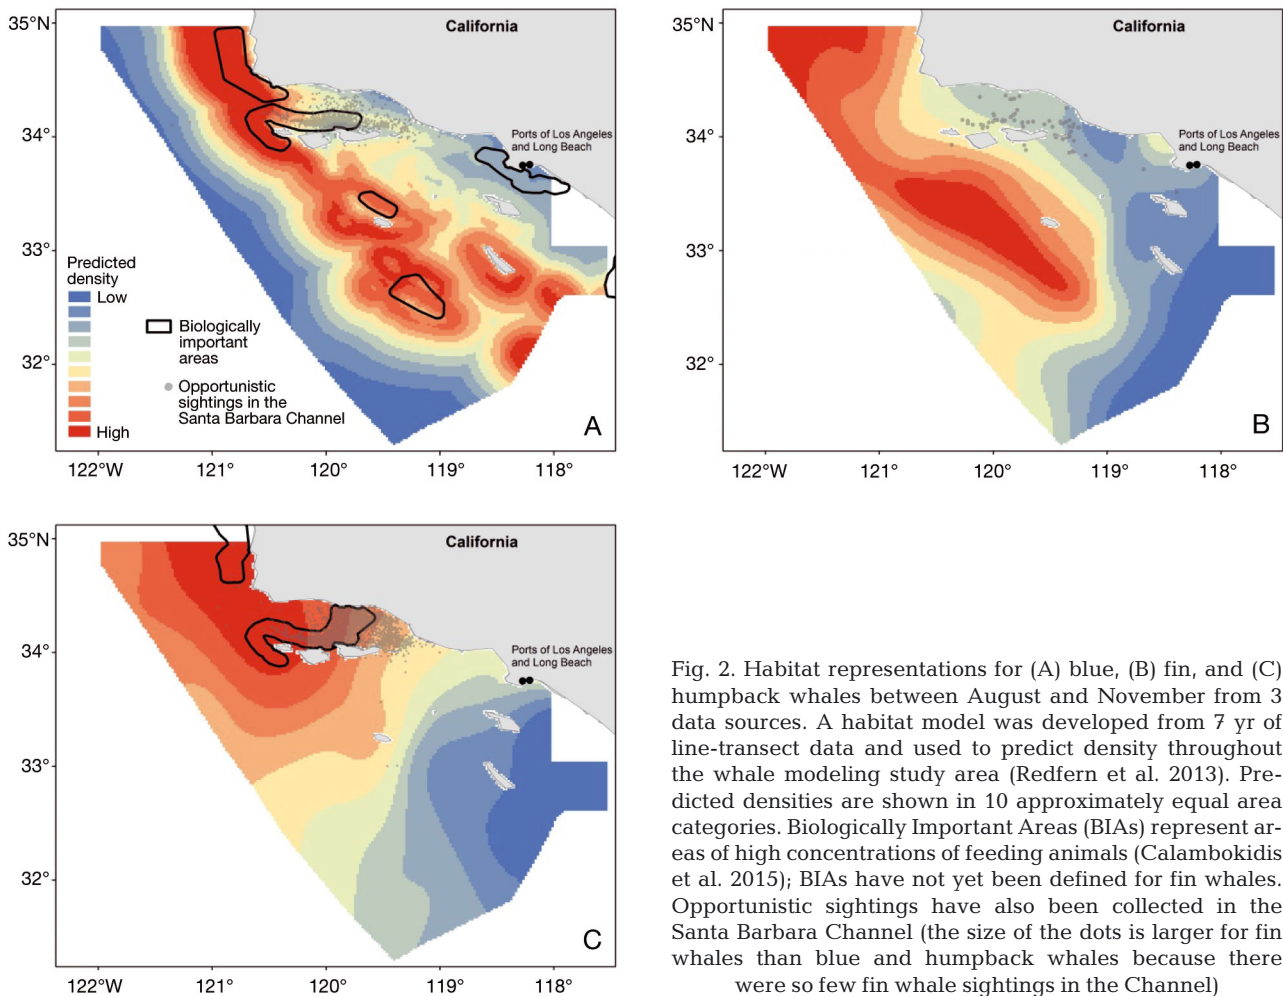 35°N
34°
33°
32°
California
Ports of Los Angeles
and Long Beach
Predicted
density
Low
High
Biologically
important
areas
Opportunistic
sightings in the
Santa Barbara Channel
A
122°W
121°
120°
119°
118°
35°N
34°
33°
32°
California
Ports of Los Angeles
and Long Beach
B
122°W
121°
120°
119°
118°
35°N
34°
33°
32°
California
Ports of Los Angeles
and Long Beach
C
122°W
121°
120°
119°
118°
Fig. 2. Habitat representations for (A) blue, (B) fin, and (C)
humpback whales between August and November from 3
data sources. A habitat model was developed from 7 yr of
line-transect data and used to predict density throughout
the whale modeling study area (Redfern et al. 2013). Pre-
dicted densities are shown in 10 approximately equal area
categories. Biologically Important Areas (BIAs) represent ar-
eas of high concentrations of feeding animals (Calambokidis
et al. 2015); BIAs have not yet been defined for fin whales.
Opportunistic sightings have also been collected in the
Santa Barbara Channel (the size of the dots is larger for fin
whales than blue and humpback whales because there
were so few fin whale sightings in the Channel)